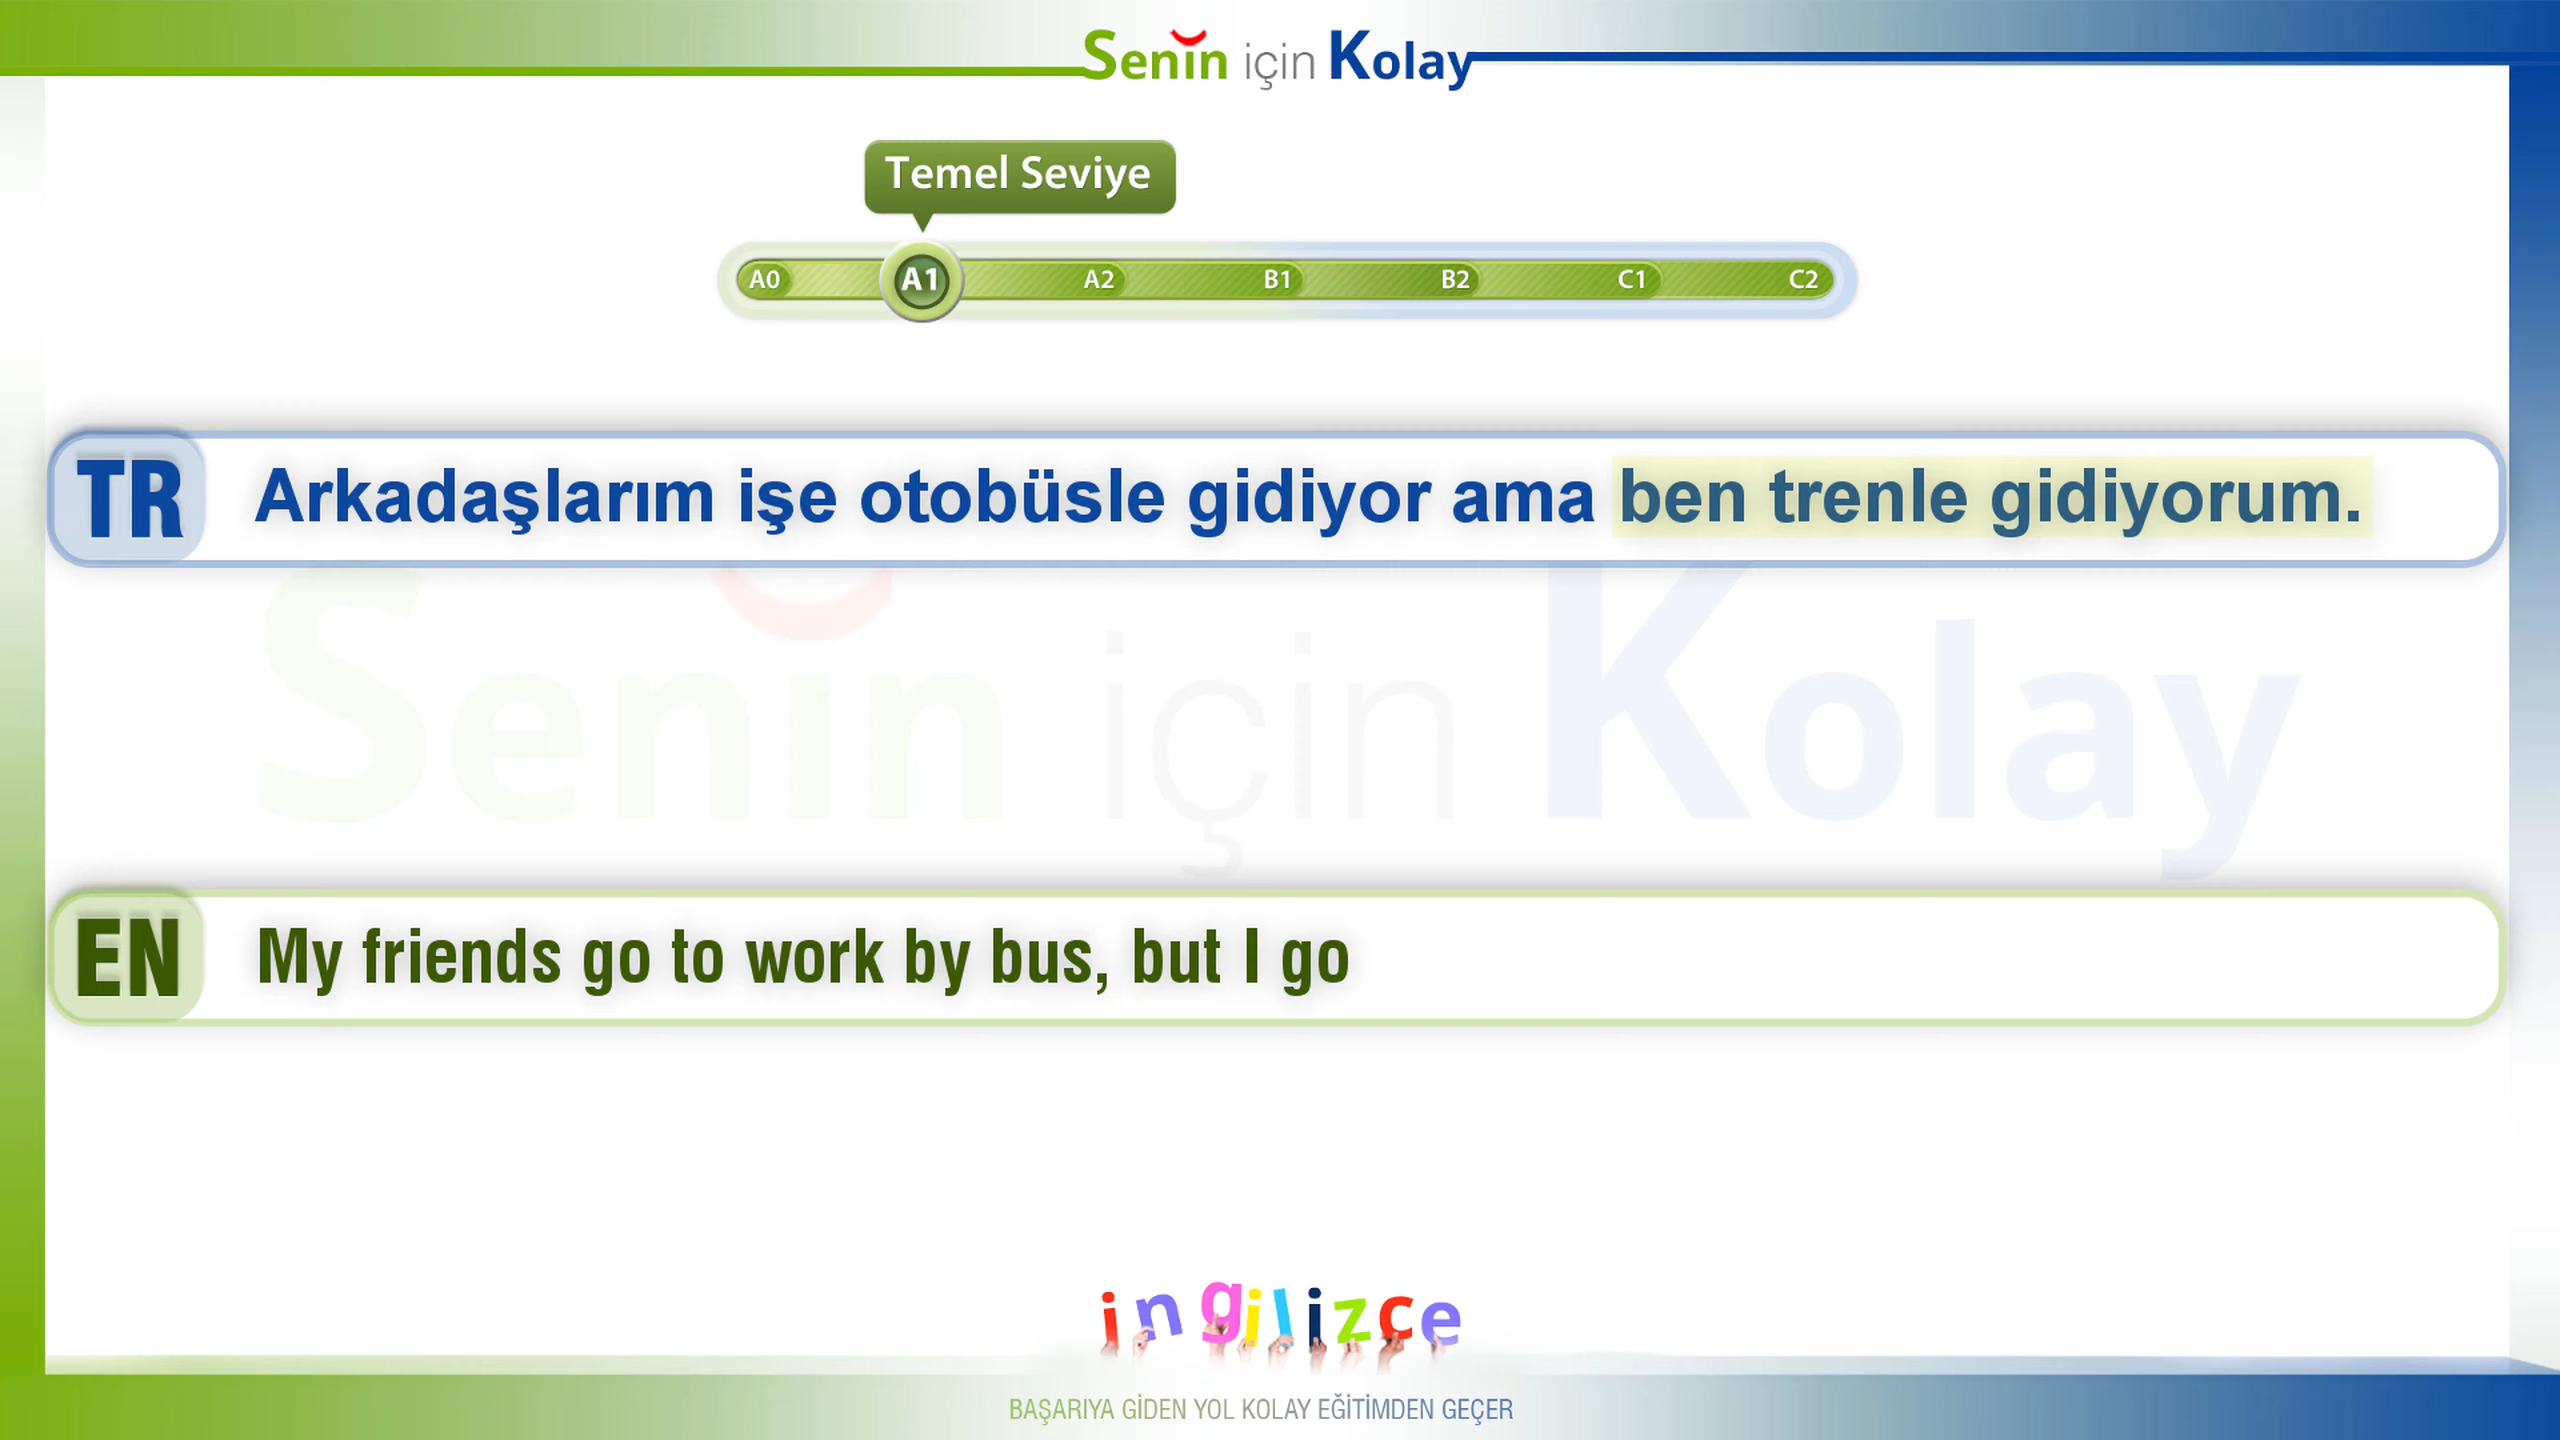 Senin için Kolay
Temel Seviye
A0 A1 A2 B1 B2 C1 C2
TR Arkadaşlarım işe otobüsle gidiyor ama ben trenle gidiyorum.
Senin için Kolay
EN My friends go to work by bus, but I go
ingilizce
BAŞARIYA GİDEN YOL KOLAY EĞİTİMDEN GEÇER